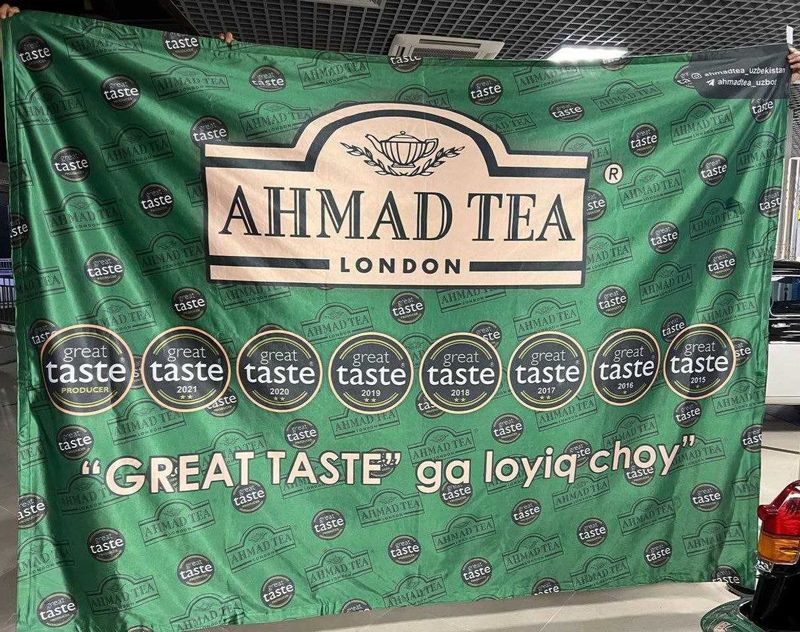 ahmadtea_uzbekistan
ahmadtea_uzbot
AHMAD TEA
®
LONDON
great taste PRODUCER
great taste 2021
great taste 2020
great taste 2019
great taste 2018
great taste 2017
great taste 2016
great taste 2015
“GREAT TASTE” ga loyiq choy”